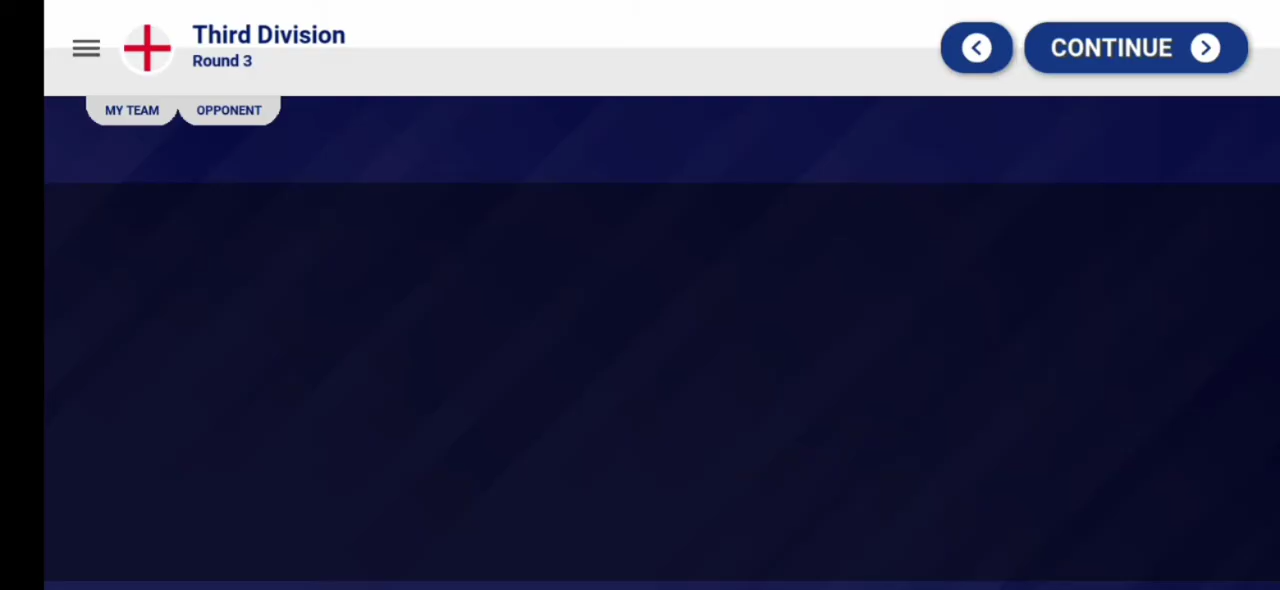 Third Division
Round 3
CONTINUE
MY TEAM
OPPONENT